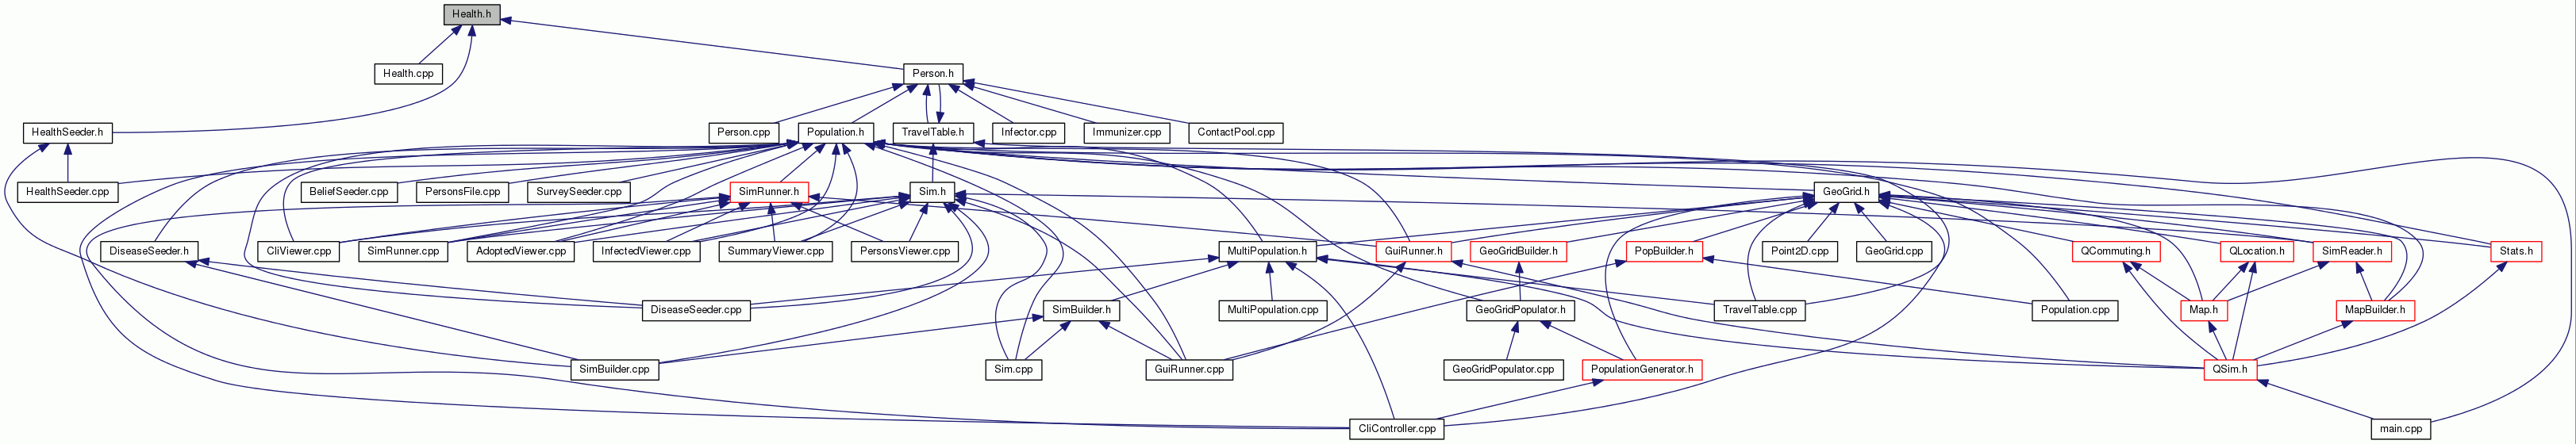 Health.h
Health.cpp
Person.h
HealthSeeder.h
Person.cpp
Population.h
TravelTable.h
Infector.cpp
Immunizer.cpp
ContactPool.cpp
HealthSeeder.cpp
BeliefSeeder.cpp
PersonsFile.cpp
SurveySeeder.cpp
SimRunner.h
Sim.h
GeoGrid.h
DiseaseSeeder.h
CliViewer.cpp
SimRunner.cpp
AdoptedViewer.cpp
InfectedViewer.cpp
SummaryViewer.cpp
PersonsViewer.cpp
MultiPopulation.h
GuiRunner.h
GeoGridBuilder.h
PopBuilder.h
Point2D.cpp
GeoGrid.cpp
QCommuting.h
QLocation.h
SimReader.h
Stats.h
DiseaseSeeder.cpp
SimBuilder.h
MultiPopulation.cpp
GeoGridPopulator.h
TravelTable.cpp
Population.cpp
Map.h
MapBuilder.h
SimBuilder.cpp
Sim.cpp
GuiRunner.cpp
GeoGridPopulator.cpp
PopulationGenerator.h
QSim.h
CliController.cpp
main.cpp